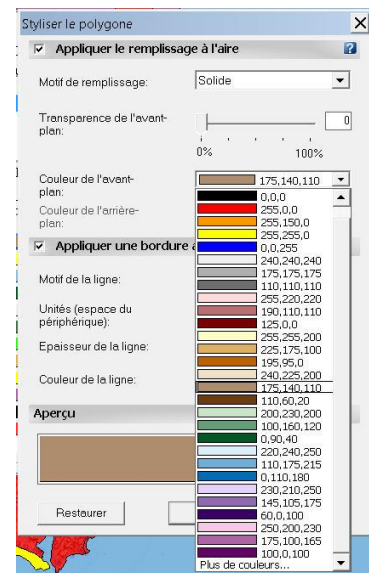 Styliser le polygone
Appliquer le remplissage à l'aire
Motif de remplissage:
Solide
Transparence de l'avant-
plan:
0
0%
100%
Couleur de l'avant-
plan:
175,140,110
Couleur de l'arrière-
plan:
Appliquer une bordure
Motif de la ligne:
Unités (espace du
périphérique):
Epaisseur de la ligne:
Couleur de la ligne:
0,0,0
255,0,0
255,150,0
255,255,0
0,0,255
240,240,240
175,175,175
110,110,110
255,220,220
190,110,110
125,0,0
255,255,200
225,175,100
195,95,0
240,225,200
175,140,110
110,60,20
200,230,200
100,160,120
0,90,40
220,240,250
110,175,215
0,110,180
230,210,250
145,105,175
60,0,100
250,200,230
175,100,165
100,0,100
Plus de couleurs...
Aperçu
Restaurer